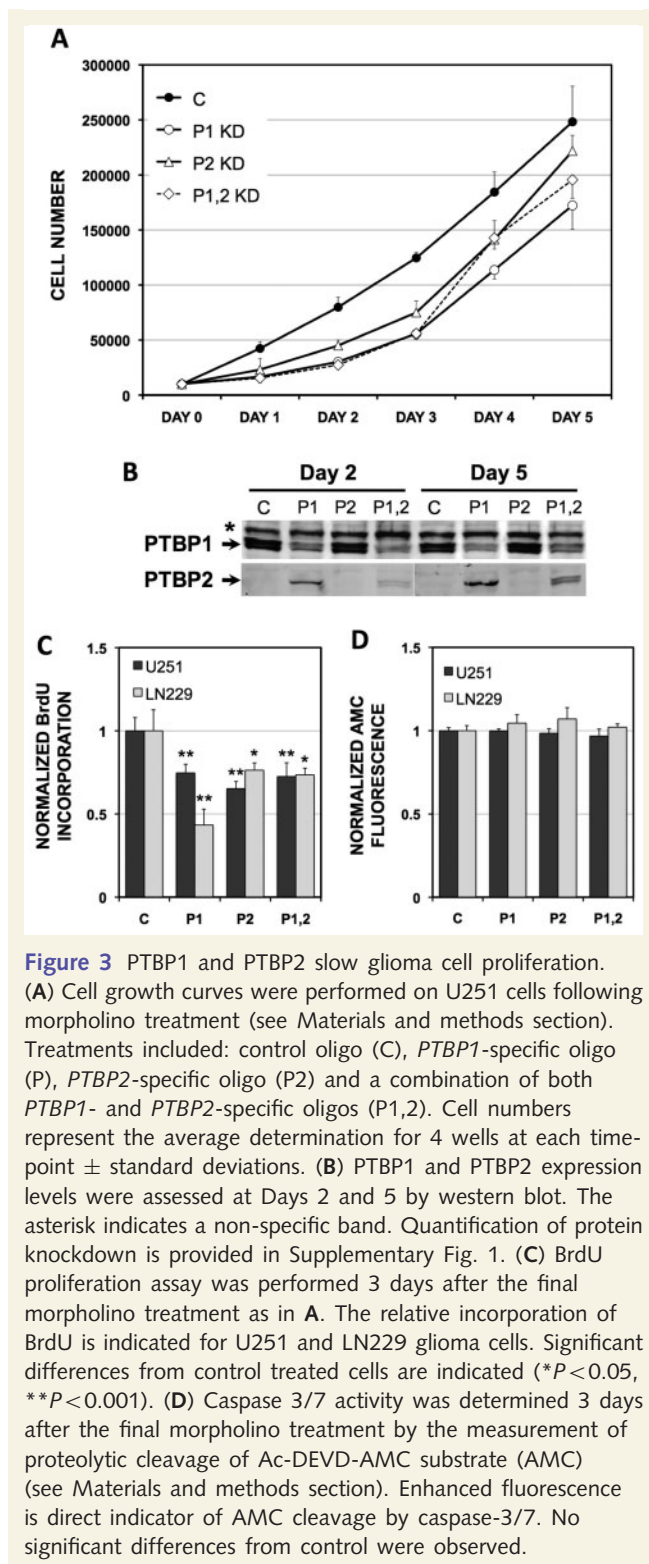 A
300000
250000
200000
150000
100000
50000
0
CELL NUMBER
C
P1 KD
P2 KD
P1,2 KD
DAY 0 DAY 1 DAY 2 DAY 3 DAY 4 DAY 5
B
Day 2 Day 5
C P1 P2 P1,2 C P1 P2 P1,2
*
PTBP1
PTBP2
C
NORMALIZED BrdU
INCORPORATION
1.5
1
0.5
0
U251
LN229
** ** ** * ** *
C P1 P2 P1,2
D
NORMALIZED AMC
FLUORESCENCE
1.5
1
0.5
0
U251
LN229
C P1 P2 P1,2
Figure 3 PTBP1 and PTBP2 slow glioma cell proliferation.
(A) Cell growth curves were performed on U251 cells following
morpholino treatment (see Materials and methods section).
Treatments included: control oligo (C), PTBP1-specific oligo
(P), PTBP2-specific oligo (P2) and a combination of both
PTBP1- and PTBP2-specific oligos (P1,2). Cell numbers
represent the average determination for 4 wells at each time-
point ± standard deviations. (B) PTBP1 and PTBP2 expression
levels were assessed at Days 2 and 5 by western blot. The
asterisk indicates a non-specific band. Quantification of protein
knockdown is provided in Supplementary Fig. 1. (C) BrdU
proliferation assay was performed 3 days after the final
morpholino treatment as in A. The relative incorporation of
BrdU is indicated for U251 and LN229 glioma cells. Significant
differences from control treated cells are indicated (*P<0.05,
**P<0.001). (D) Caspase 3/7 activity was determined 3 days
after the final morpholino treatment by the measurement of
proteolytic cleavage of Ac-DEVD-AMC substrate (AMC)
(see Materials and methods section). Enhanced fluorescence
is direct indicator of AMC cleavage by caspase-3/7. No
significant differences from control were observed.